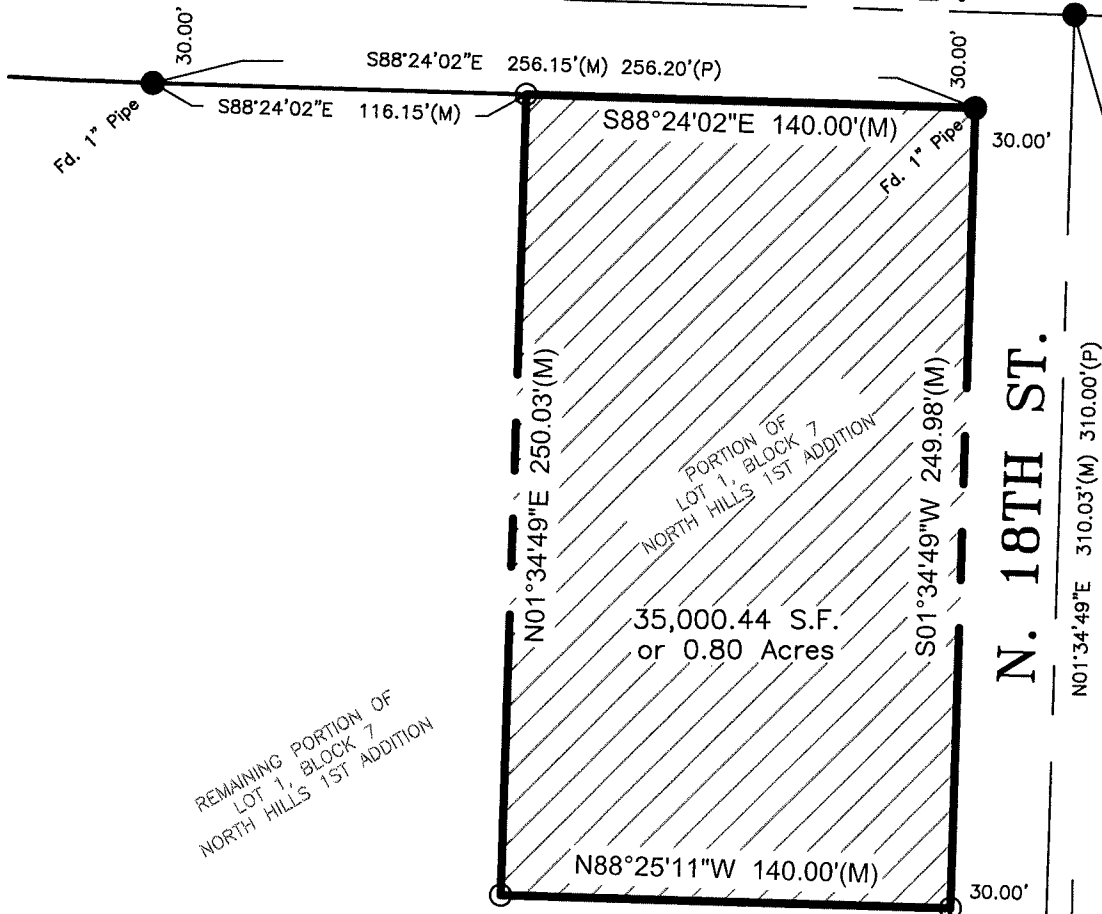 30.00'
30.00'
S88°24'02"E 256.15'(M) 256.20'(P)
S88°24'02"E 116.15'(M)
Fd. 1" Pipe
S88°24'02"E 140.00'(M)
Fd. 1" Pipe
30.00'
N01°34'49"E 250.03'(M)
PORTION OF
LOT 1, BLOCK 7
NORTH HILLS 1ST ADDITION
S01°34'49"W 249.98'(M)
N. 18TH ST.
N01°34'49"E 310.03'(M) 310.00'(P)
35,000.44 S.F.
or 0.80 Acres
REMAINING PORTION OF
LOT 1, BLOCK 7
NORTH HILLS 1ST ADDITION
N88°25'11"W 140.00'(M)
30.00'